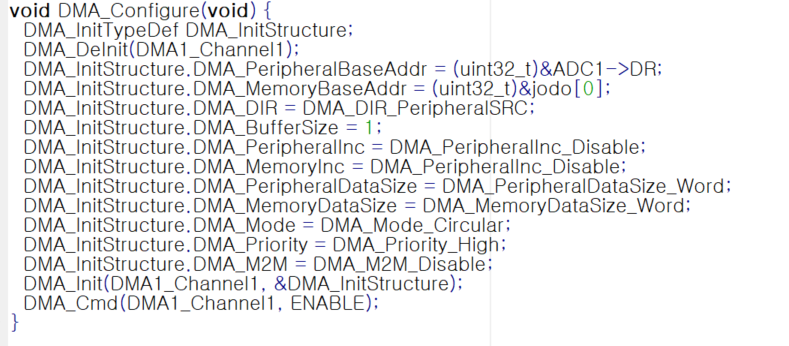 void DMA_Configure(void) {
DMA_InitTypeDef DMA_InitStructure;
DMA_DeInit(DMA1_Channel1);
DMA_InitStructure.DMA_PeripheralBaseAddr = (uint32_t)&ADC1->DR;
DMA_InitStructure.DMA_MemoryBaseAddr = (uint32_t)&jodo[0];
DMA_InitStructure.DMA_DIR = DMA_DIR_PeripheralSRC;
DMA_InitStructure.DMA_BufferSize = 1;
DMA_InitStructure.DMA_PeripheralInc = DMA_PeripheralInc_Disable;
DMA_InitStructure.DMA_MemoryInc = DMA_PeripheralInc_Disable;
DMA_InitStructure.DMA_PeripheralDataSize = DMA_PeripheralDataSize_Word;
DMA_InitStructure.DMA_MemoryDataSize = DMA_MemoryDataSize_Word;
DMA_InitStructure.DMA_Mode = DMA_Mode_Circular;
DMA_InitStructure.DMA_Priority = DMA_Priority_High;
DMA_InitStructure.DMA_M2M = DMA_M2M_Disable;
DMA_Init(DMA1_Channel1, &DMA_InitStructure);
DMA_Cmd(DMA1_Channel1, ENABLE);
}